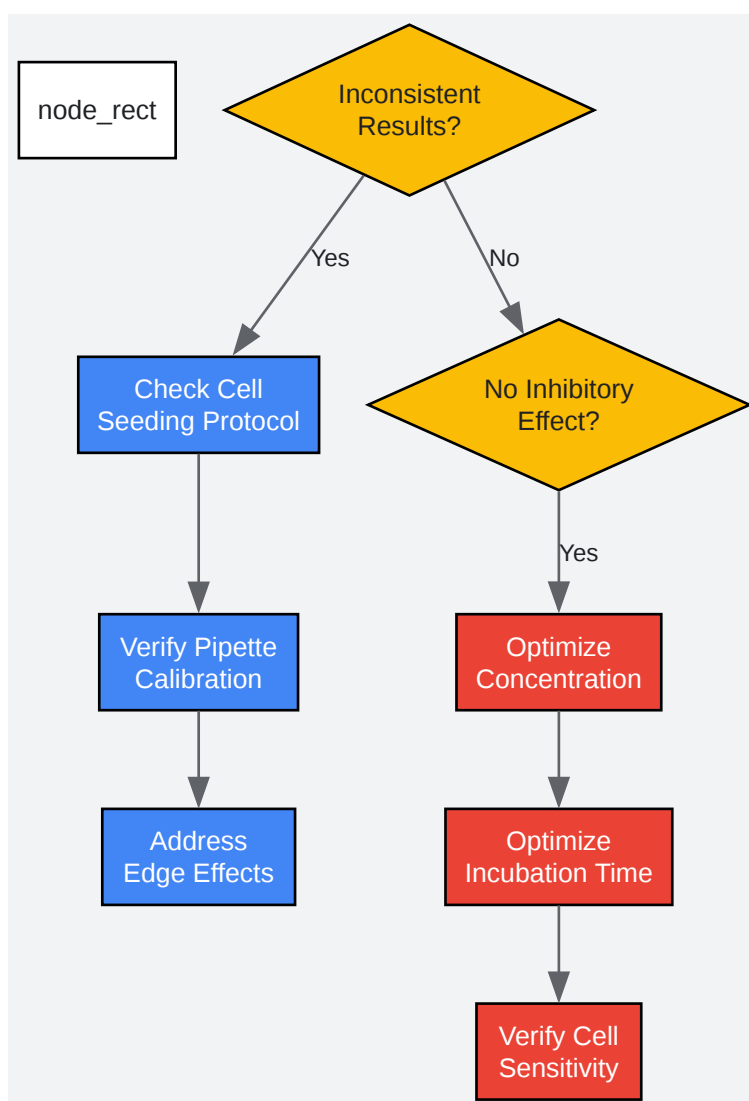 node_rect
Inconsistent
Results?
Yes
No
Check Cell
Seeding Protocol
No Inhibitory
Effect?
Yes
Verify Pipette
Calibration
Optimize
Concentration
Address
Edge Effects
Optimize
Incubation Time
Verify Cell
Sensitivity